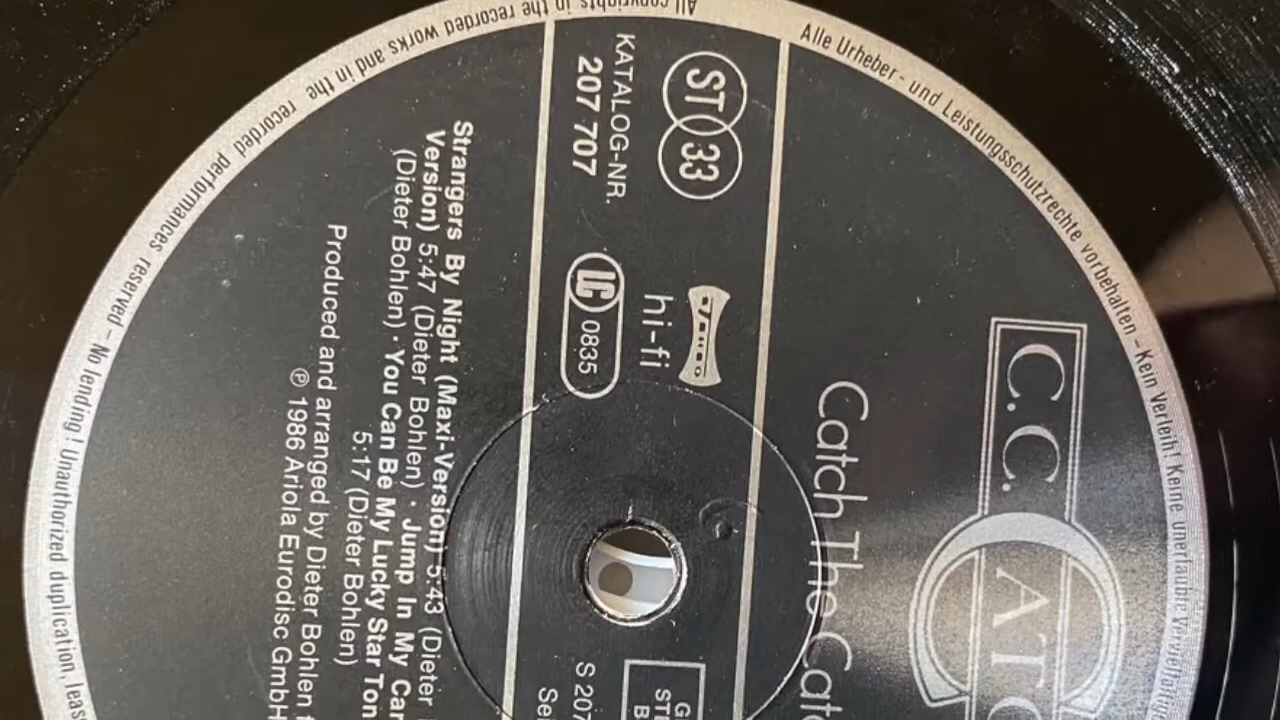 All copyrights in the recorded works and in the recorded performances reserved – No lending! Unauthorized duplication,
Alle Urheber- und Leistungsschutzrechte vorbehalten – Kein Verleih! Keine unerlaubte Vervielfältig
C.C. CATC
Catch The Catc
ST 33
hi-fi
KATALOG-NR.
207 707
LC 0835
S 207
Strangers By Night (Maxi-Version) 5:43 (Dieter
Version) 5:47 (Dieter Bohlen) · Jump In My Car
(Dieter Bohlen) · You Can Be My Lucky Star Ton
5:17 (Dieter Bohlen)
Produced and arranged by Dieter Bohlen
℗ 1986 Ariola Eurodisc GmbH